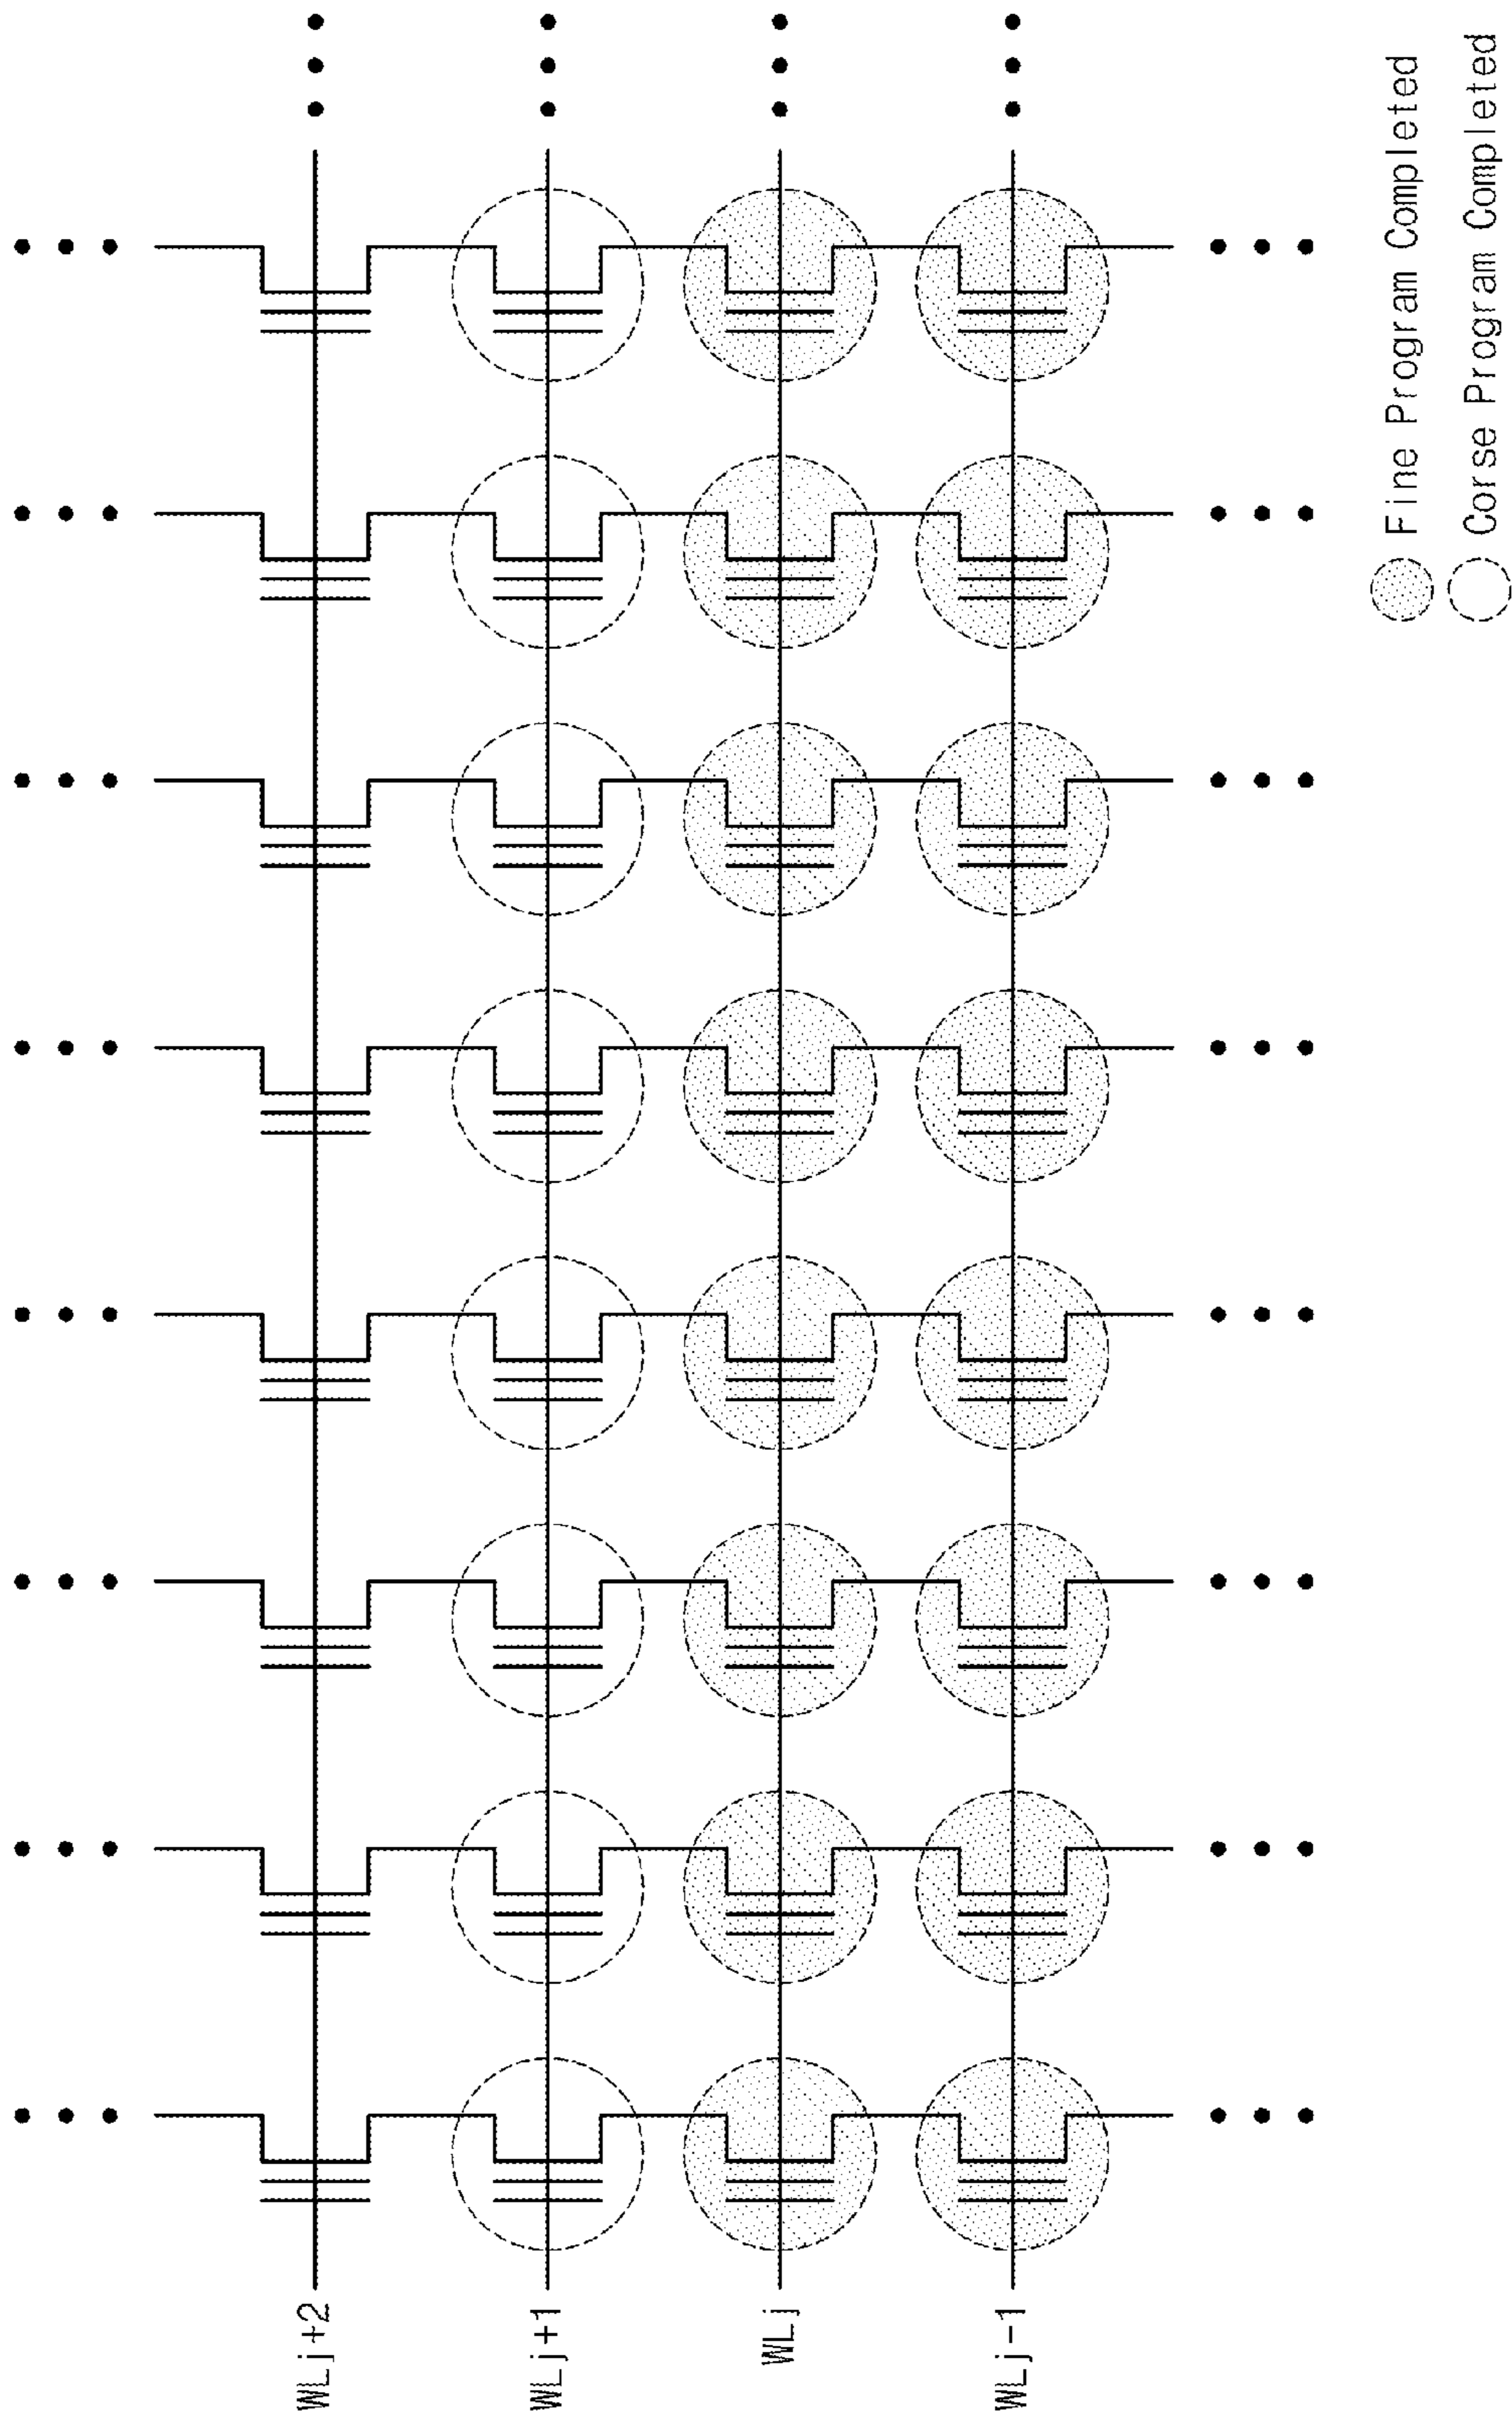 WLj+2
WLj+1
WLj
WLj-1
Fine Program Completed
Corse Program Completed